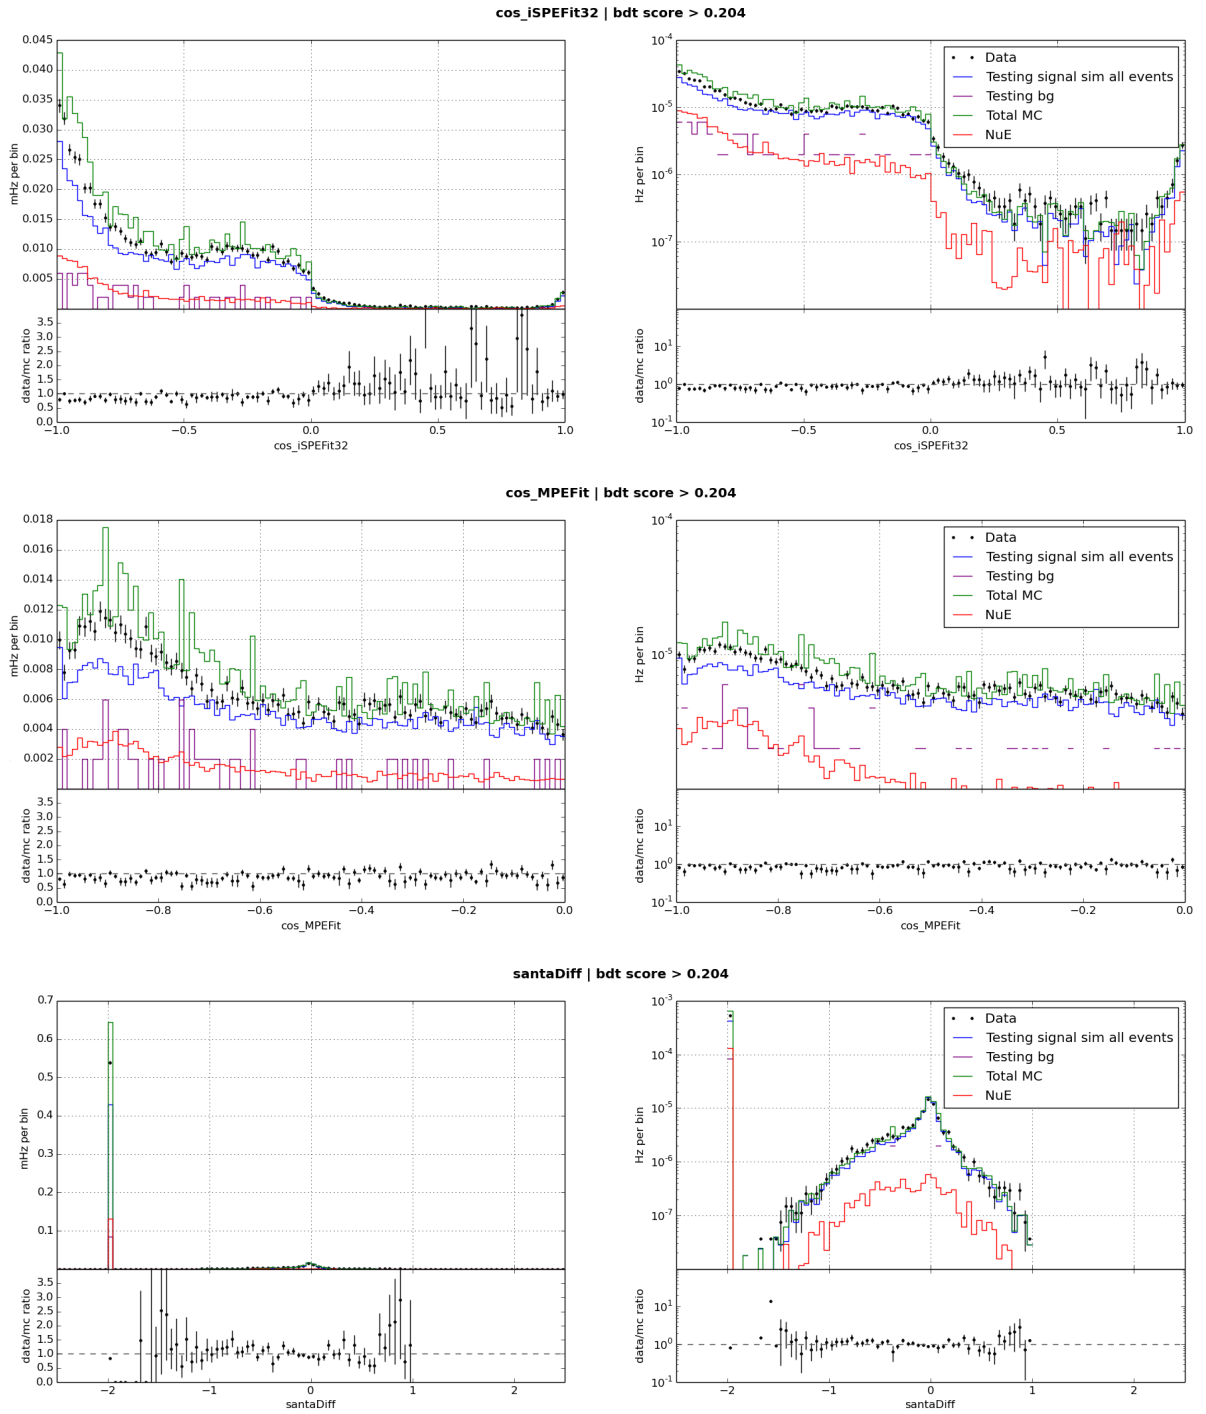 cos_iSPEFit32 | bdt score > 0.204
0.045
0.040
0.035
0.030
0.025
0.020
0.015
0.010
0.005
mHz per bin
3.5
3.0
2.5
2.0
1.5
1.0
0.5
0.0
data/mc ratio
−1.0 −0.5 0.0 0.5 1.0
cos_iSPEFit32
10^-4
10^-5
10^-6
10^-7
Hz per bin
Data
Testing signal sim all events
Testing bg
Total MC
NuE
10^1
10^0
10^-1
data/mc ratio
−1.0 −0.5 0.0 0.5 1.0
cos_iSPEFit32
cos_MPEFit | bdt score > 0.204
0.018
0.016
0.014
0.012
0.010
0.008
0.006
0.004
0.002
mHz per bin
3.5
3.0
2.5
2.0
1.5
1.0
0.5
0.0
data/mc ratio
−1.0 −0.8 −0.6 −0.4 −0.2 0.0
cos_MPEFit
10^-4
10^-5
Hz per bin
Data
Testing signal sim all events
Testing bg
Total MC
NuE
10^1
10^0
10^-1
data/mc ratio
−1.0 −0.8 −0.6 −0.4 −0.2 0.0
cos_MPEFit
santaDiff | bdt score > 0.204
0.7
0.6
0.5
0.4
0.3
0.2
0.1
mHz per bin
3.5
3.0
2.5
2.0
1.5
1.0
0.5
0.0
data/mc ratio
−2 −1 0 1 2
santaDiff
10^-3
10^-4
10^-5
10^-6
10^-7
Hz per bin
Data
Testing signal sim all events
Testing bg
Total MC
NuE
10^1
10^0
10^-1
data/mc ratio
−2 −1 0 1 2
santaDiff